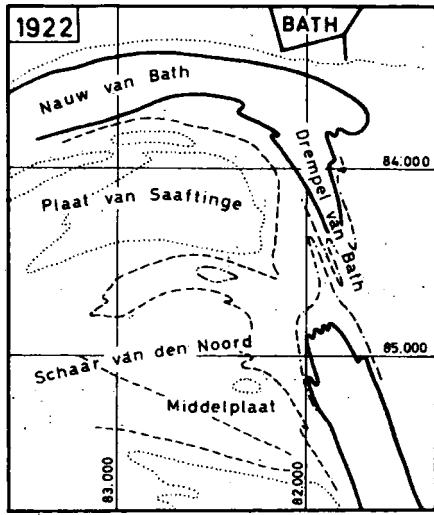 1922
BATH
Nauw van Bath
Drempel van Bath
84.000
Plaat van Saaftinge
Schaar van den Noord
85.000
Middelplaat
83.000
82.000